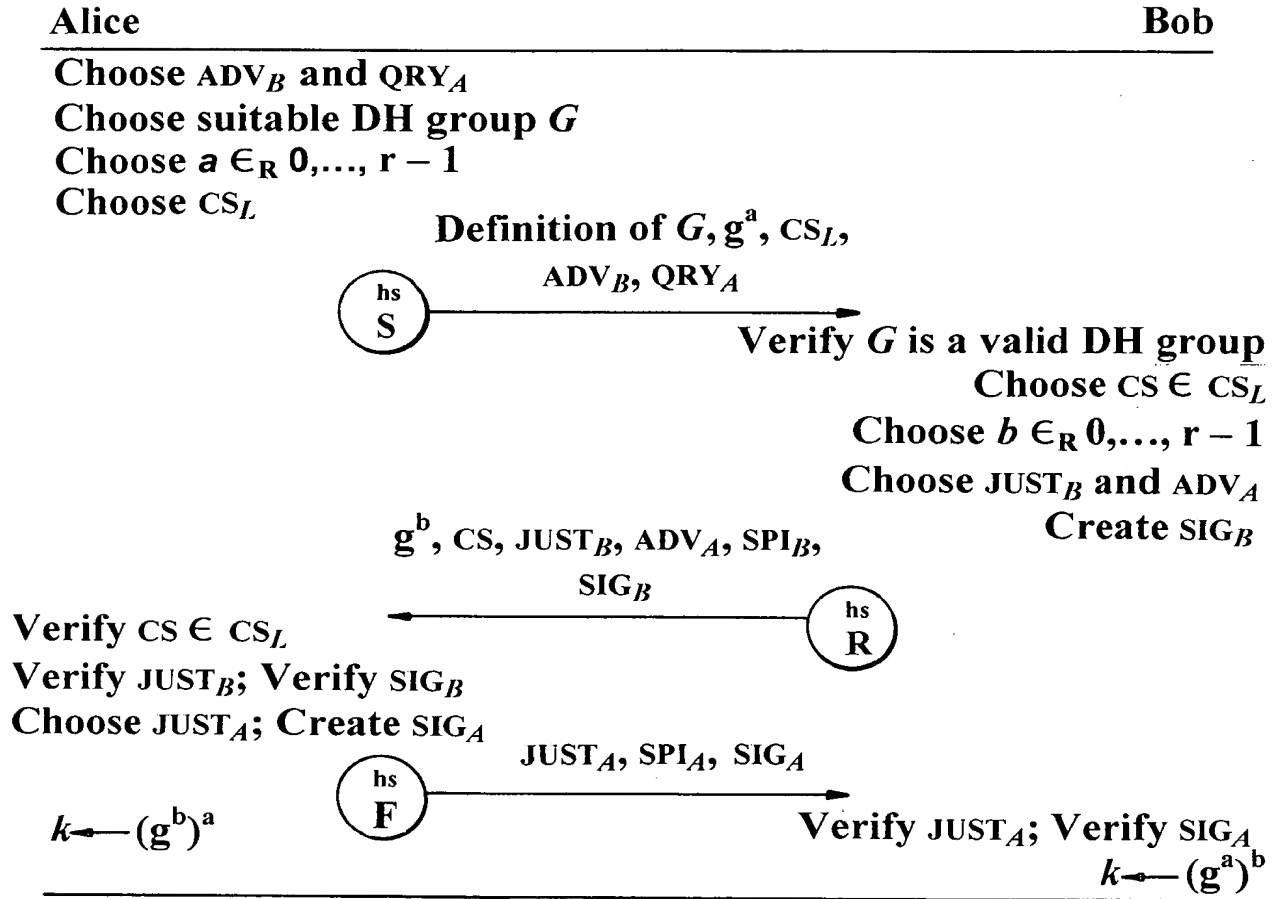 Alice Bob
Choose ADV_B and QRY_A
Choose suitable DH group G
Choose a ∈_R 0,..., r – 1
Choose CS_L
Definition of G, g^a, CS_L,
ADV_B, QRY_A
hs
S
Verify G is a valid DH group
Choose CS ∈ CS_L
Choose b ∈_R 0,..., r – 1
Choose JUST_B and ADV_A
Create SIG_B
g^b, CS, JUST_B, ADV_A, SPI_B,
SIG_B
hs
R
Verify CS ∈ CS_L
Verify JUST_B; Verify SIG_B
Choose JUST_A; Create SIG_A
JUST_A, SPI_A, SIG_A
hs
F
k ← (g^b)^a
Verify JUST_A; Verify SIG_A
k ← (g^a)^b